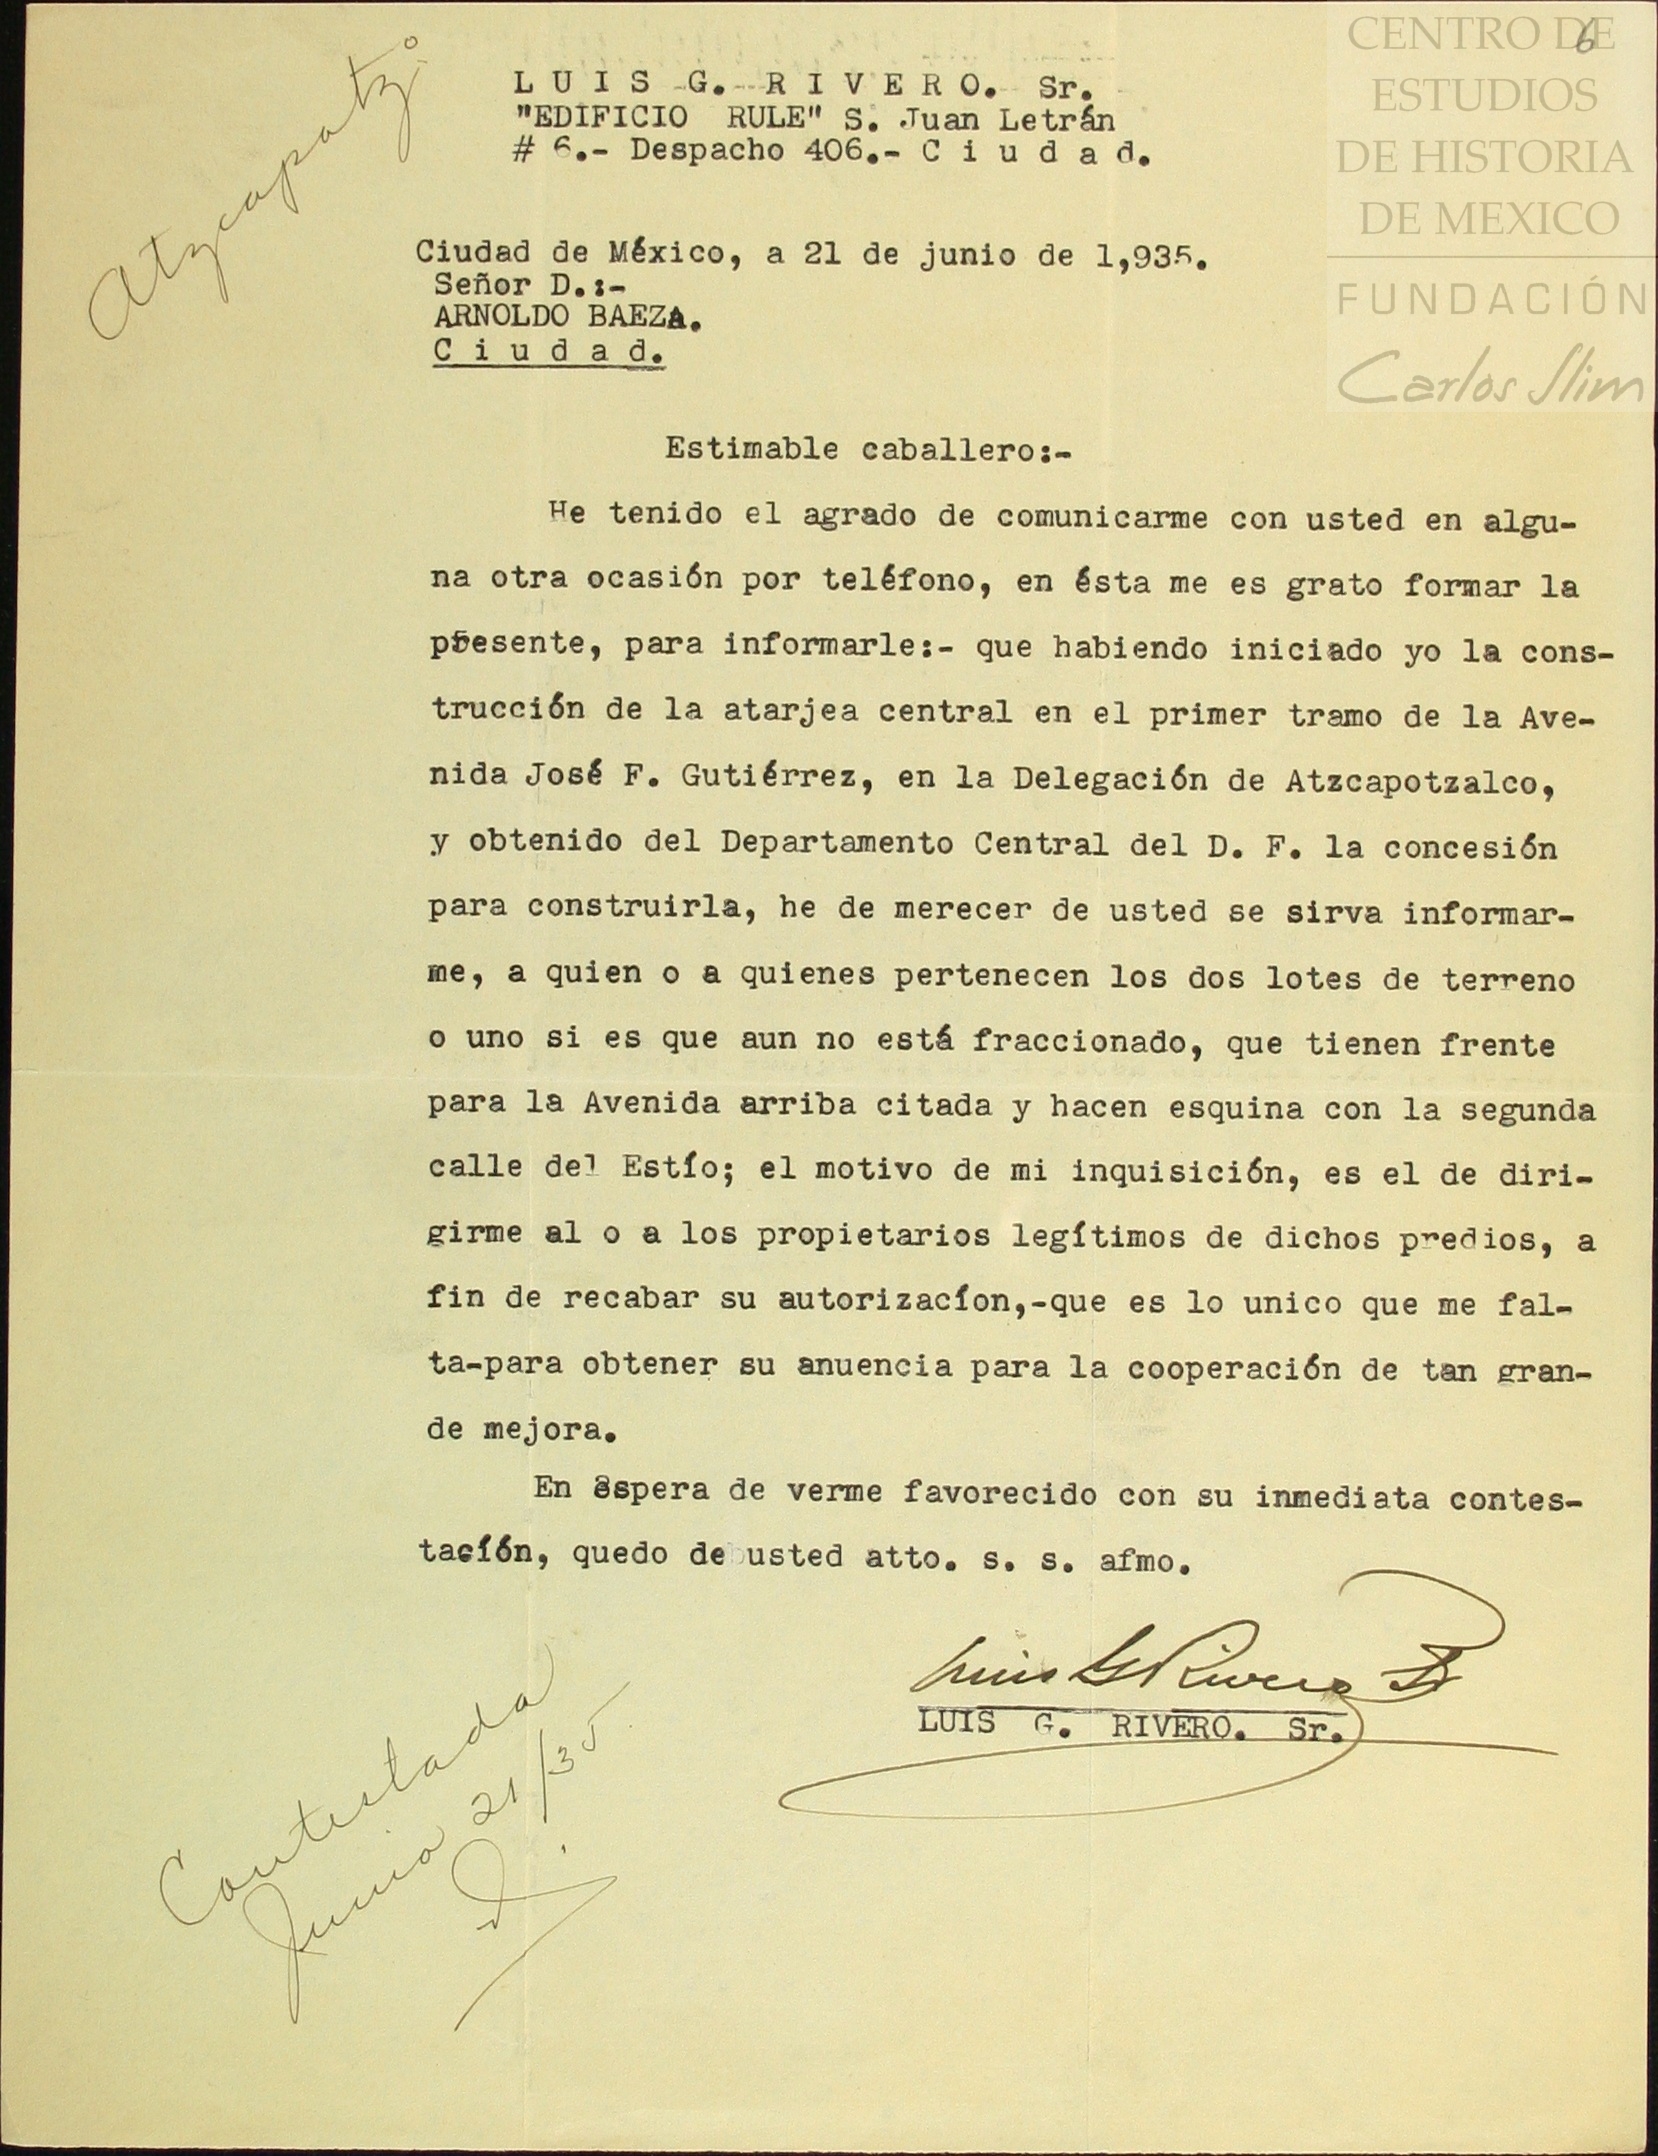 Atzcapotz.o
6
CENTRO DE
ESTUDIOS
DE HISTORIA
DE MEXICO
FUNDACIÓN
Carlos Slim
L U I S G. R I V E R O. Sr.
"EDIFICIO RULE" S. Juan Letrán
# 6.- Despacho 406.- C i u d a d.
Ciudad de México, a 21 de junio de 1,935.
Señor D.:-
ARNOLDO BAEZA.
C i u d a d.
Estimable caballero:-
He tenido el agrado de comunicarme con usted en algu-
na otra ocasión por teléfono, en ésta me es grato formar la
presente, para informarle:- que habiendo iniciado yo la cons-
trucción de la atarjea central en el primer tramo de la Ave-
nida José F. Gutiérrez, en la Delegación de Atzcapotzalco,
y obtenido del Departamento Central del D. F. la concesión
para construirla, he de merecer de usted se sirva informar-
me, a quien o a quienes pertenecen los dos lotes de terreno
o uno si es que aun no está fraccionado, que tienen frente
para la Avenida arriba citada y hacen esquina con la segunda
calle del Estío; el motivo de mi inquisición, es el de diri-
girme al o a los propietarios legítimos de dichos predios, a
fin de recabar su autorizacíon,-que es lo unico que me fal-
ta-para obtener su anuencia para la cooperación de tan gran-
de mejora.
En espera de verme favorecido con su inmediata contes-
tacíón, quedo de usted atto. s. s. afmo.
Luis G Rivero Sr
LUIS G. RIVERO. Sr.
Contestada
Junio 21/35